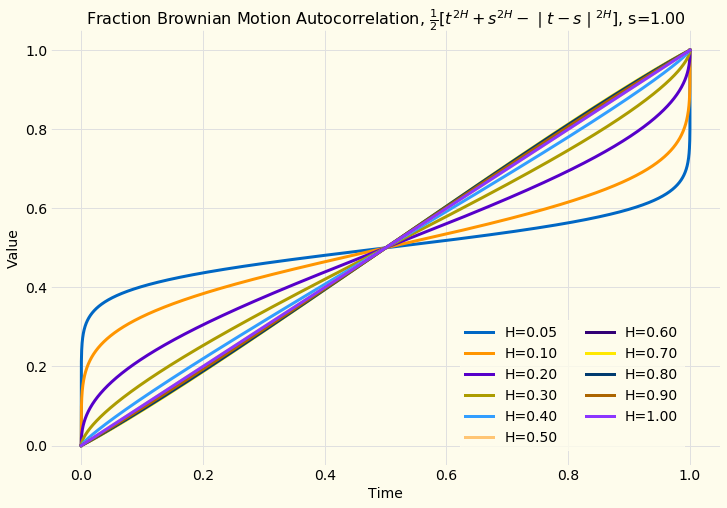 Fraction Brownian Motion Autocorrelation, ½[t²ᴴ + s²ᴴ − | t − s | ²ᴴ], s=1.00
1.0
0.8
0.6
0.4
0.2
0.0
Value
H=0.05 H=0.60
H=0.10 H=0.70
H=0.20 H=0.80
H=0.30 H=0.90
H=0.40 H=1.00
H=0.50
0.0 0.2 0.4 0.6 0.8 1.0
Time